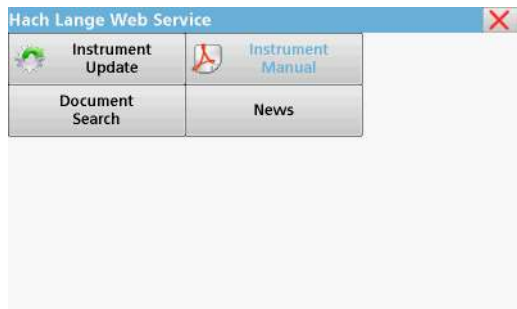 Hach Lange Web Service
Instrument
Update
Instrument
Manual
Document
Search
News